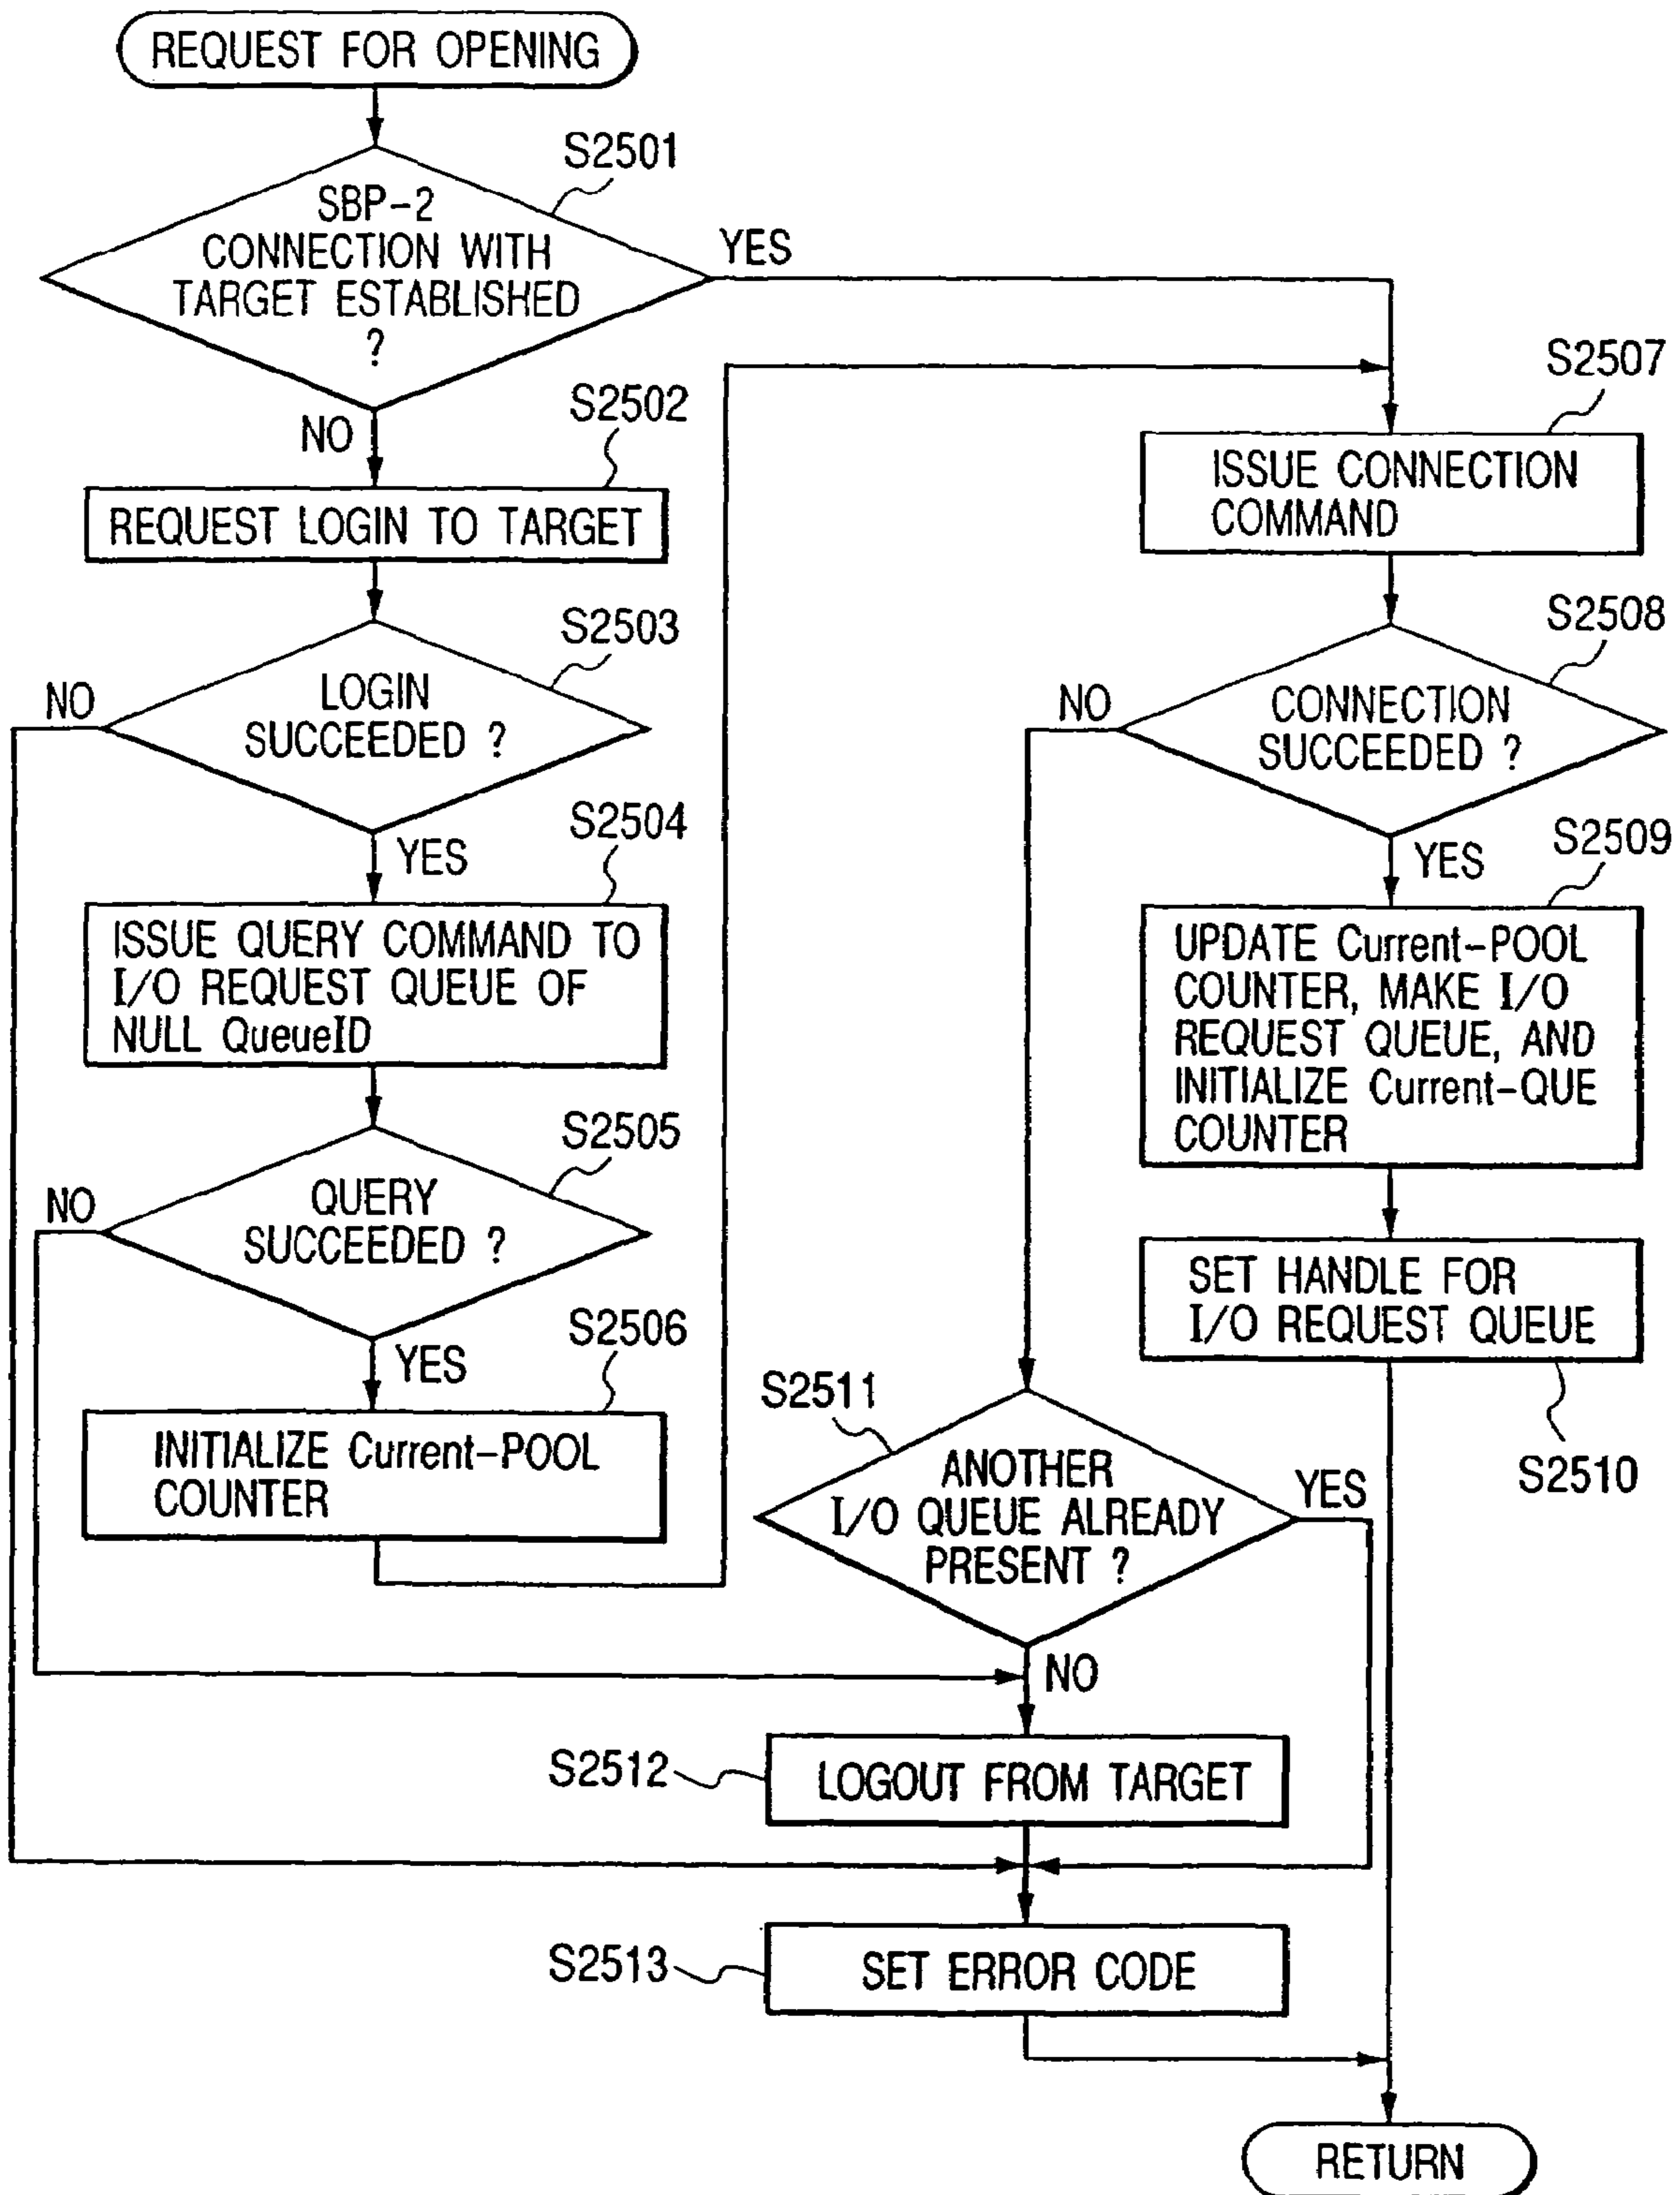 REQUEST FOR OPENING
S2501
SBP-2
CONNECTION WITH
TARGET ESTABLISHED
?
YES
NO
S2502
REQUEST LOGIN TO TARGET
S2503
LOGIN
SUCCEEDED ?
NO
YES
S2504
ISSUE QUERY COMMAND TO
I/O REQUEST QUEUE OF
NULL QueueID
S2505
QUERY
SUCCEEDED ?
NO
YES
S2506
INITIALIZE Current-POOL
COUNTER
S2507
ISSUE CONNECTION
COMMAND
S2508
CONNECTION
SUCCEEDED ?
NO
YES
S2509
UPDATE Current-POOL
COUNTER, MAKE I/O
REQUEST QUEUE, AND
INITIALIZE Current-QUE
COUNTER
SET HANDLE FOR
I/O REQUEST QUEUE
S2510
S2511
ANOTHER
I/O QUEUE ALREADY
PRESENT ?
YES
NO
S2512
LOGOUT FROM TARGET
S2513
SET ERROR CODE
RETURN